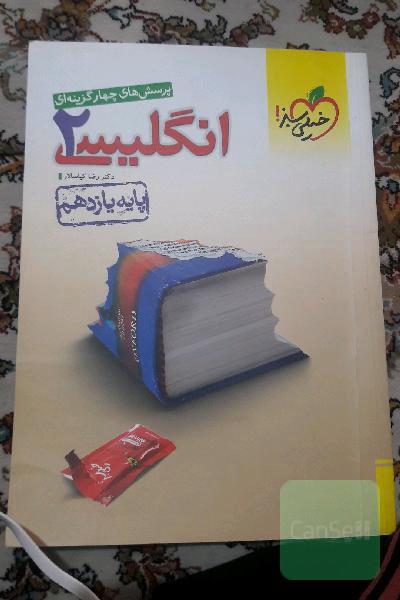 پرسش‌های چهارگزینه‌ای
خیلی سبز!
انگلیسی ۲
دکتر رضا کیاسالار
پایه یازدهم
OXFORD
CanSell